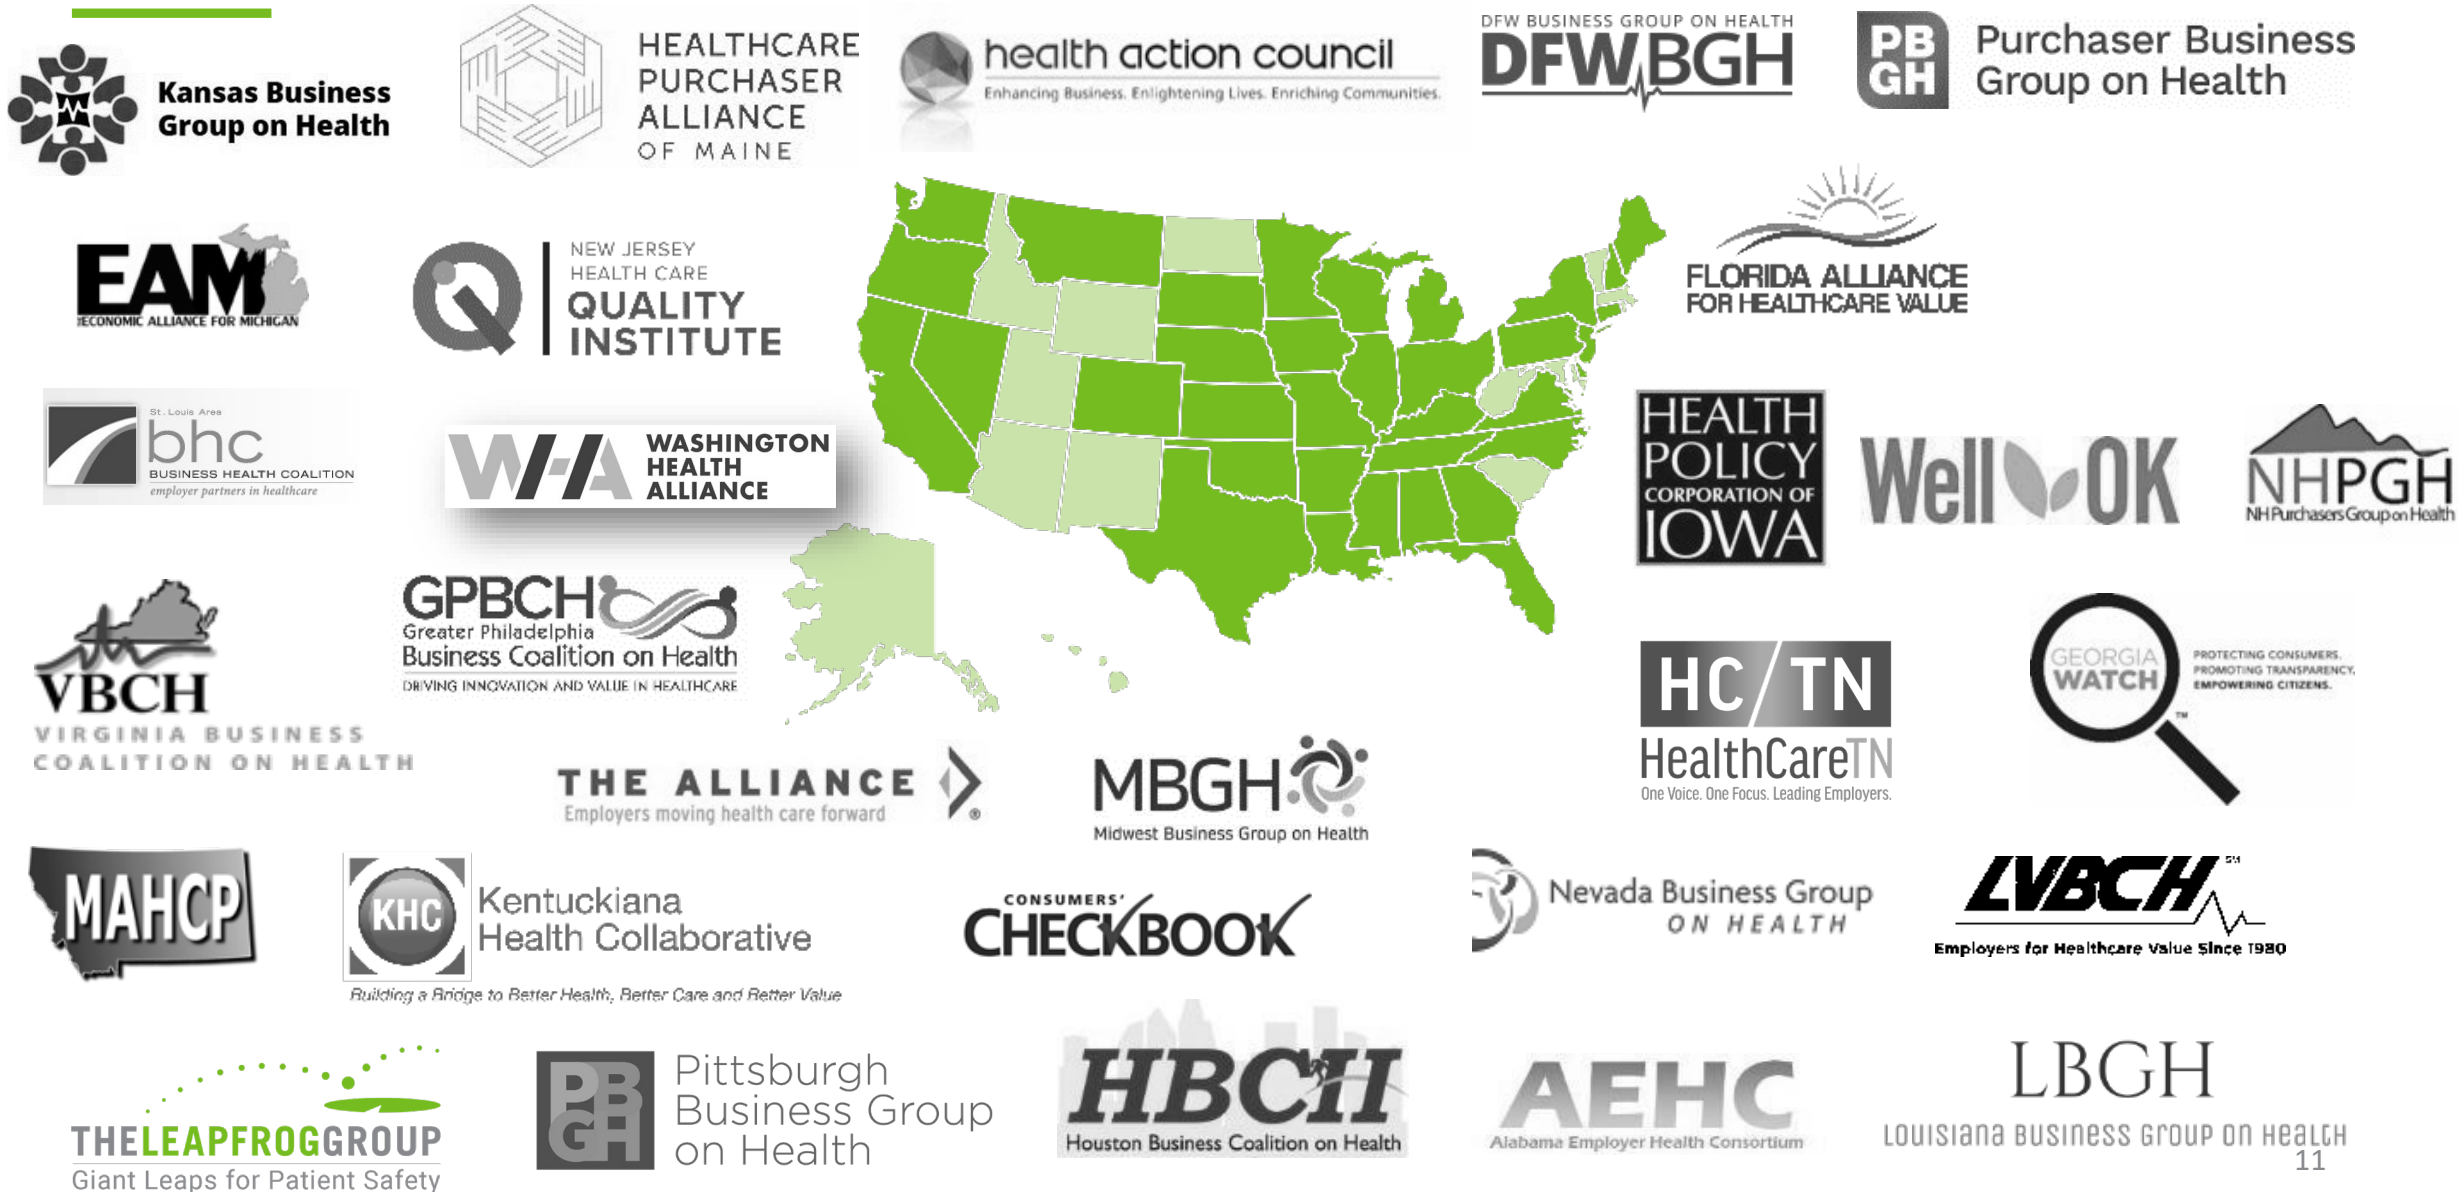 Kansas Business
Group on Health
HEALTHCARE
PURCHASER
ALLIANCE
OF MAINE
health action council
Enhancing Business. Enlightening Lives. Enriching Communities.
DFW BUSINESS GROUP ON HEALTH
DFWBGH
PB
GH
Purchaser Business
Group on Health
EAM
THE ECONOMIC ALLIANCE FOR MICHIGAN
NEW JERSEY
HEALTH CARE
QUALITY
INSTITUTE
FLORIDA ALLIANCE
FOR HEALTHCARE VALUE
St. Louis Area
bhc
BUSINESS HEALTH COALITION
employer partners in healthcare
WHA
WASHINGTON
HEALTH
ALLIANCE
HEALTH
POLICY
CORPORATION OF
IOWA
Well OK
NHPGH
NH Purchasers Group on Health
VBCH
VIRGINIA BUSINESS
COALITION ON HEALTH
GPBCH
Greater Philadelphia
Business Coalition on Health
DRIVING INNOVATION AND VALUE IN HEALTHCARE
HC/TN
HealthCareTN
One Voice. One Focus. Leading Employers.
GEORGIA
WATCH
PROTECTING CONSUMERS.
PROMOTING TRANSPARENCY.
EMPOWERING CITIZENS.
TM
THE ALLIANCE
Employers moving health care forward ®
MBGH
Midwest Business Group on Health
MAHCP
KHC
Kentuckiana
Health Collaborative
Building a Bridge to Better Health, Better Care and Better Value
CONSUMERS'
CHECKBOOK
Nevada Business Group
ON HEALTH
LVBCH SM
Employers for Healthcare Value Since 1980
THELEAPFROGGROUP
Giant Leaps for Patient Safety
PB
GH
Pittsburgh
Business Group
on Health
HBCH
Houston Business Coalition on Health
AEHC
Alabama Employer Health Consortium
LBGH
LOUISIANA BUSINESS GROUP ON HEALTH
11